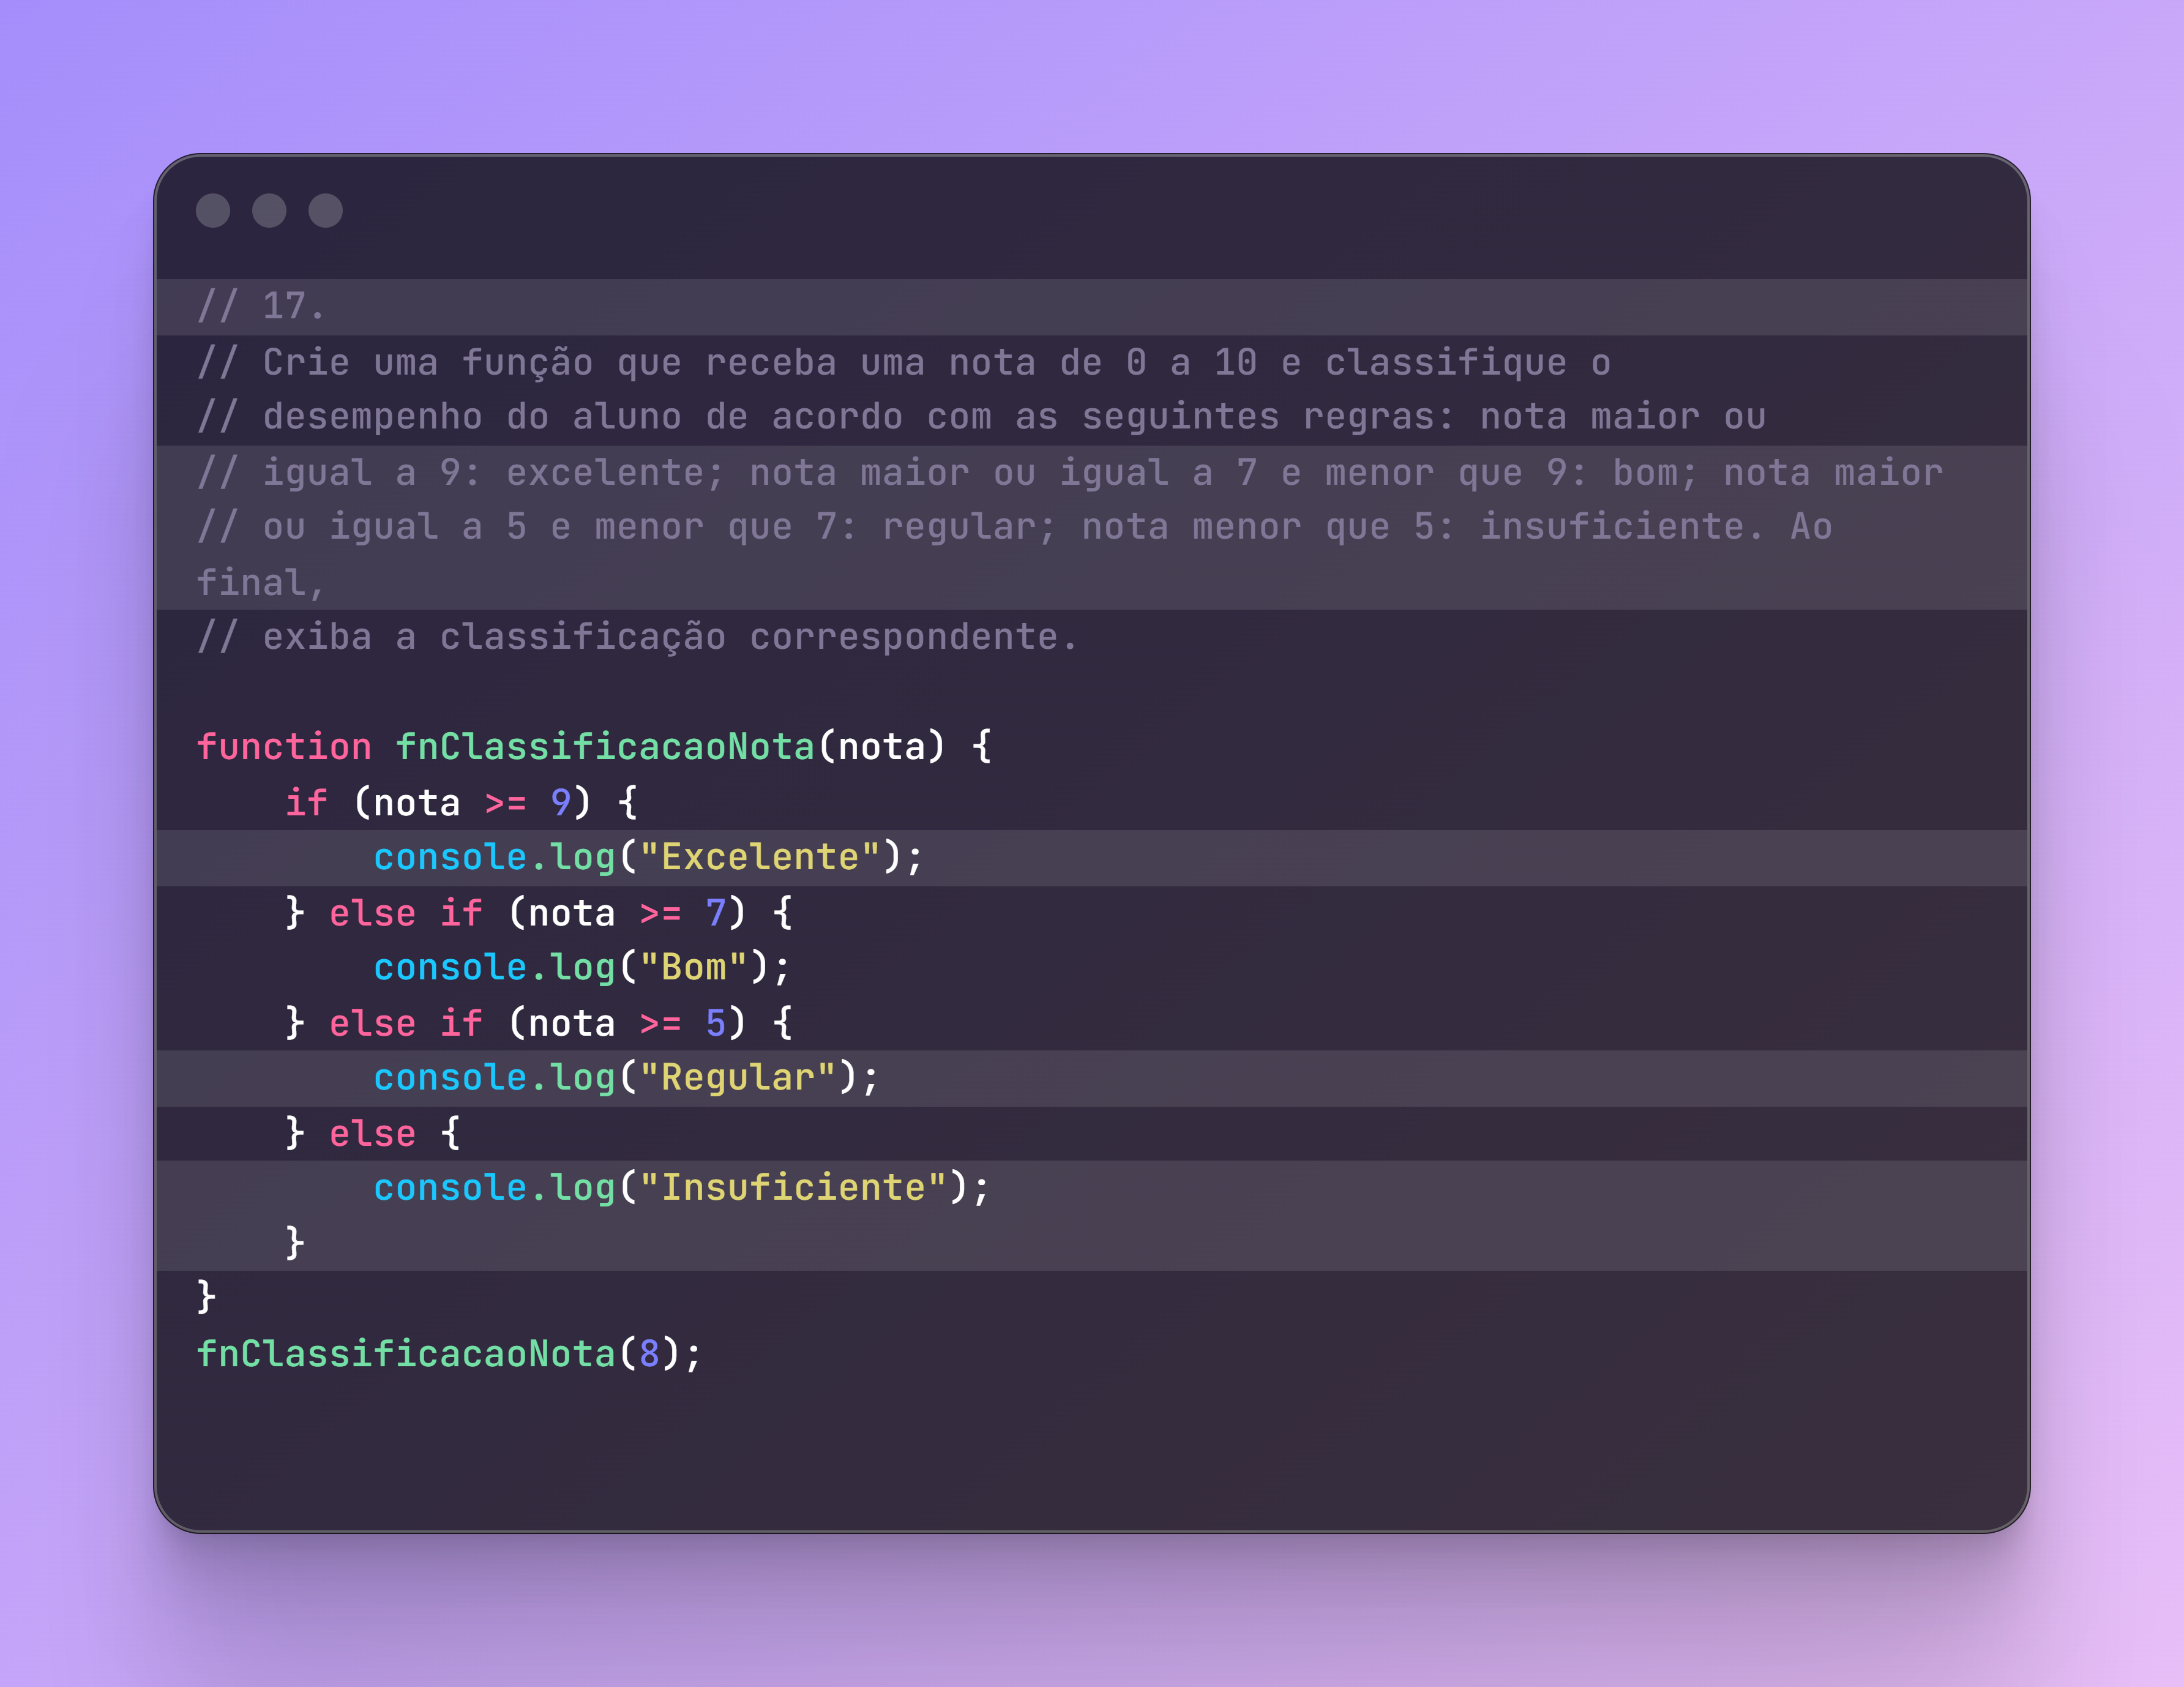 // 17.
// Crie uma função que receba uma nota de 0 a 10 e classifique o
// desempenho do aluno de acordo com as seguintes regras: nota maior ou
// igual a 9: excelente; nota maior ou igual a 7 e menor que 9: bom; nota maior
// ou igual a 5 e menor que 7: regular; nota menor que 5: insuficiente. Ao
final,
// exiba a classificação correspondente.

function fnClassificacaoNota(nota) {
    if (nota >= 9) {
        console.log("Excelente");
    } else if (nota >= 7) {
        console.log("Bom");
    } else if (nota >= 5) {
        console.log("Regular");
    } else {
        console.log("Insuficiente");
    }
}
fnClassificacaoNota(8);